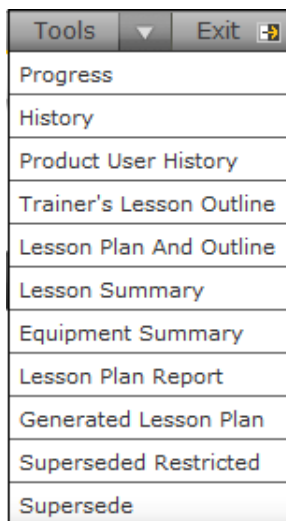 Tools Exit
Progress
History
Product User History
Trainer's Lesson Outline
Lesson Plan And Outline
Lesson Summary
Equipment Summary
Lesson Plan Report
Generated Lesson Plan
Superseded Restricted
Supersede